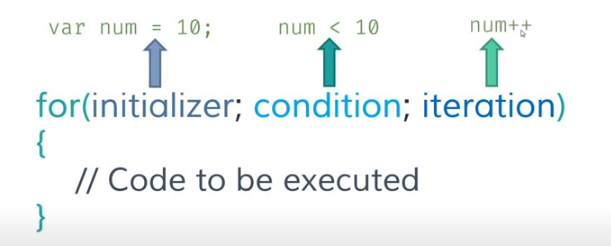 var num = 10; num < 10 num++
for(initializer; condition; iteration)
{
// Code to be executed
}